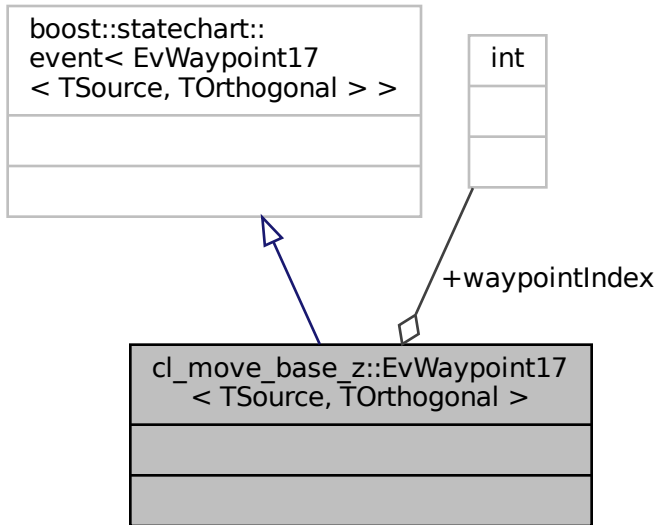 boost::statechart::
event< EvWaypoint17
< TSource, TOrthogonal > >
int
+waypointIndex
cl_move_base_z::EvWaypoint17
< TSource, TOrthogonal >